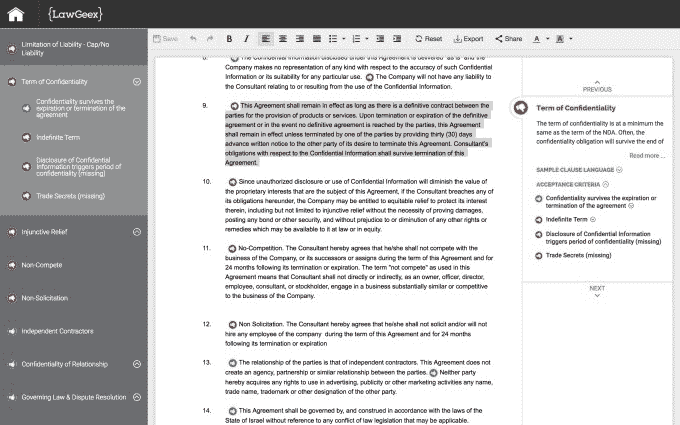 {LawGeex}
Limitation of Liability - Cap/No
Liability
Term of Confidentiality
Confidentiality survives the
expiration or termination of the
agreement
Indefinite Term
Disclosure of Confidential
Information triggers period of
confidentiality (missing)
Trade Secrets (missing)
Injunctive Relief
Non-Compete
Non-Solicitation
Independent Contractors
Confidentiality of Relationship
Governing Law & Dispute Resolution
Save B I Reset Export Share A A
Company makes no representation of any kind with respect to the accuracy of such Confidential
Information or its suitability for any particular use. The Company will not have any liability to
the Consultant relating to or resulting from the use of the Confidential Information.
9. This Agreement shall remain in effect as long as there is a definitive contract between the
parties for the provision of products or services. Upon termination or expiration of the definitive
agreement or in the event no definitive agreement is reached by the parties, this Agreement
shall remain in effect unless terminated by one of the parties by providing thirty (30) days
advance written notice to the other party of its desire to terminate this Agreement. Consultant's
obligations with respect to the Confidential Information shall survive termination of this
Agreement.
10. Since unauthorized disclosure or use of Confidential Information will diminish the value of
the proprietary interests that are the subject of this Agreement, if the Consultant breaches any
of its obligations hereunder, the Company may be entitled to equitable relief to protect its interest
therein, including but not limited to injunctive relief without the necessity of proving damages,
posting any bond or other security, and without prejudice to or diminution of any other rights or
remedies which may be available to it at law or in equity.
11. No-Competition. The Consultant hereby agrees that he/she shall not compete with the
business of the Company, or its successors or assigns during the term of this Agreement and for
24 months following its termination or expiration. The term "not compete" as used in this
Agreement means that Consultant shall not directly or indirectly, as an owner, officer, director,
employee, consultant, or stockholder, engage in a business substantially similar or competitive
to the business of the Company.
12. Non Solicitation. The Consultant hereby agrees that he/she shall not solicit and/or will not
hire any employee of the company during the term of this Agreement and for 24 months
following its termination or expiration
13. The relationship of the parties is that of independent contractors. This Agreement does not
create an agency, partnership or similar relationship between the parties. Neither party
hereby acquires any rights to use in advertising, publicity or other marketing activities any name,
trade name, trademark or other designation of the other party.
14. This Agreement shall be governed by, and construed in accordance with the laws of the
State of Israel without reference to any conflict of law legislation that may be applicable.
PREVIOUS
Term of Confidentiality
The term of confidentiality is at a minimum the
same as the term of the NDA. Often, the
confidentiality obligation will survive the end of
Read more ...
SAMPLE CLAUSE LANGUAGE
ACCEPTANCE CRITERIA
Confidentiality survives the expiration or
termination of the agreement
Indefinite Term
Disclosure of Confidential Information
triggers period of confidentiality (missing)
Trade Secrets (missing)
NEXT